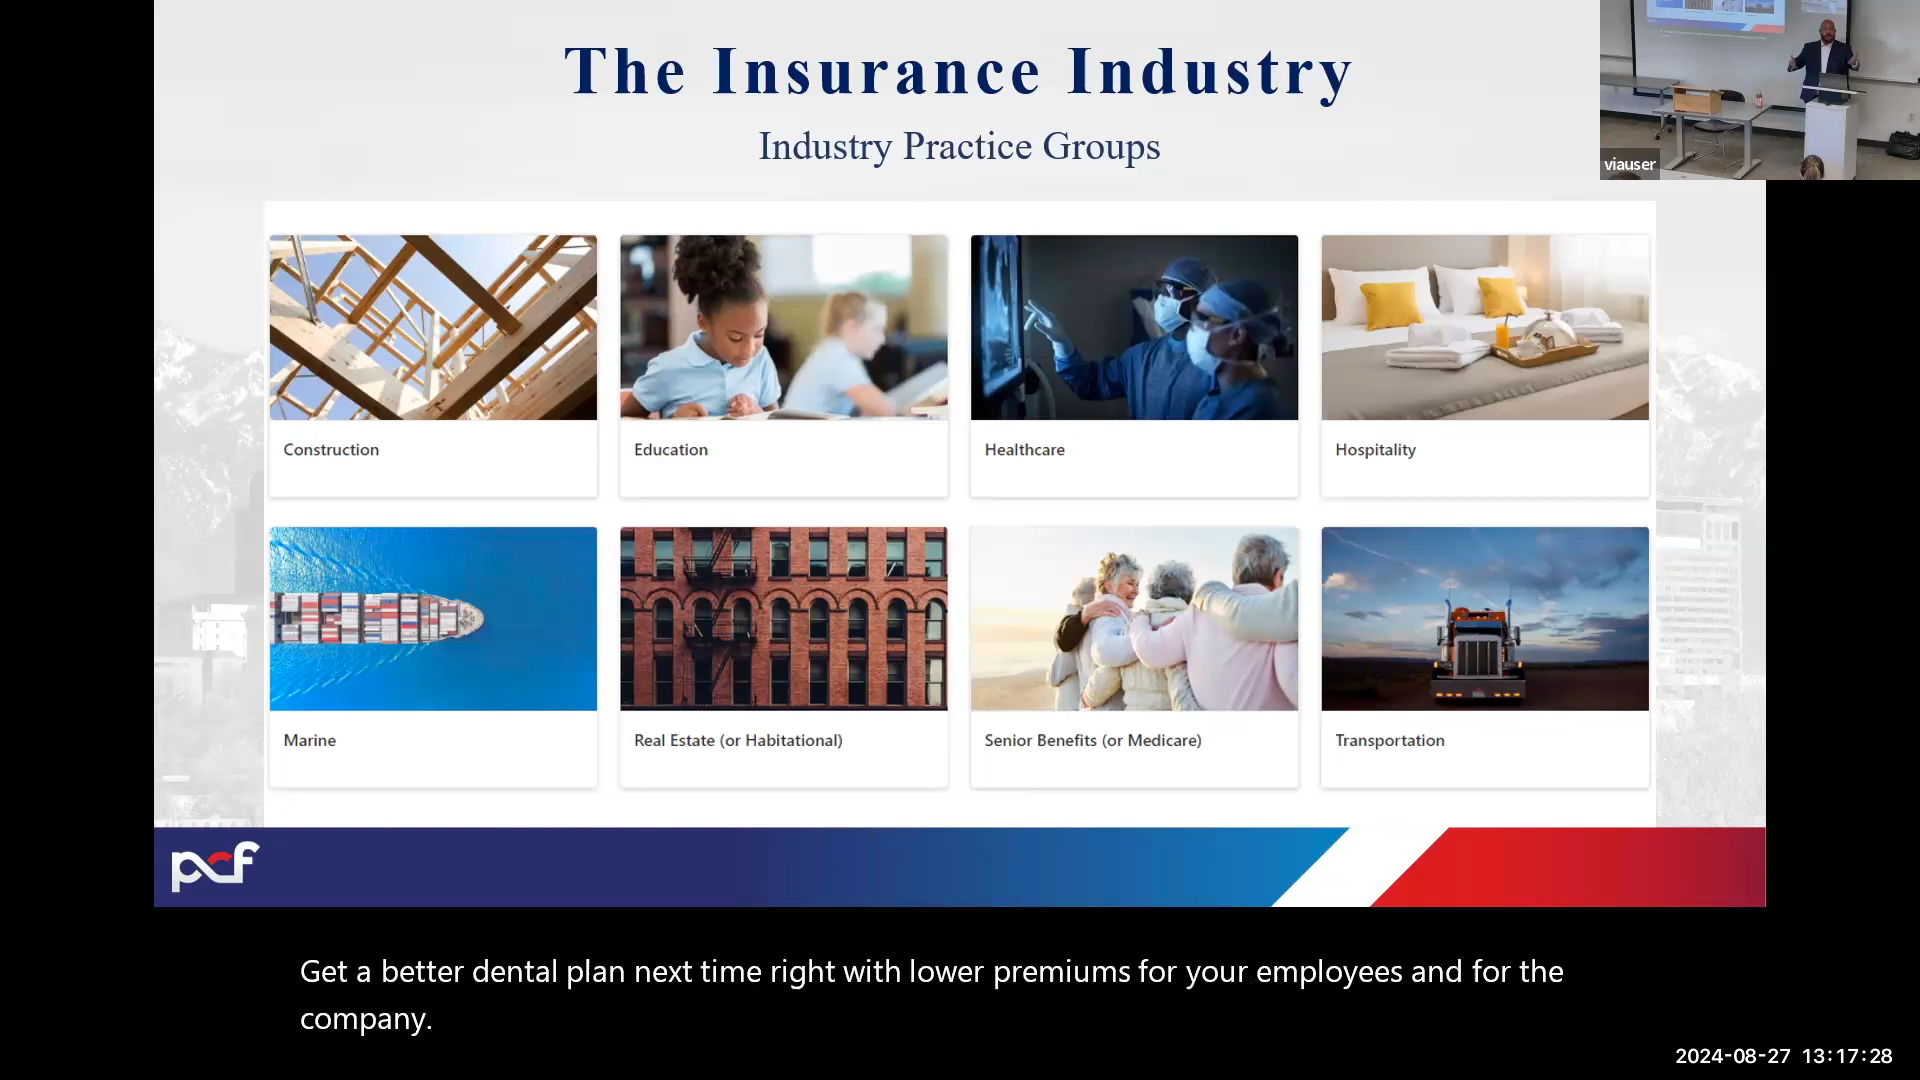 The Insurance Industry
Industry Practice Groups
viauser
Construction
Education
Healthcare
Hospitality
Marine
Real Estate (or Habitational)
Senior Benefits (or Medicare)
Transportation
pcf
Get a better dental plan next time right with lower premiums for your employees and for the
company.
2024-08-27 13:17:28